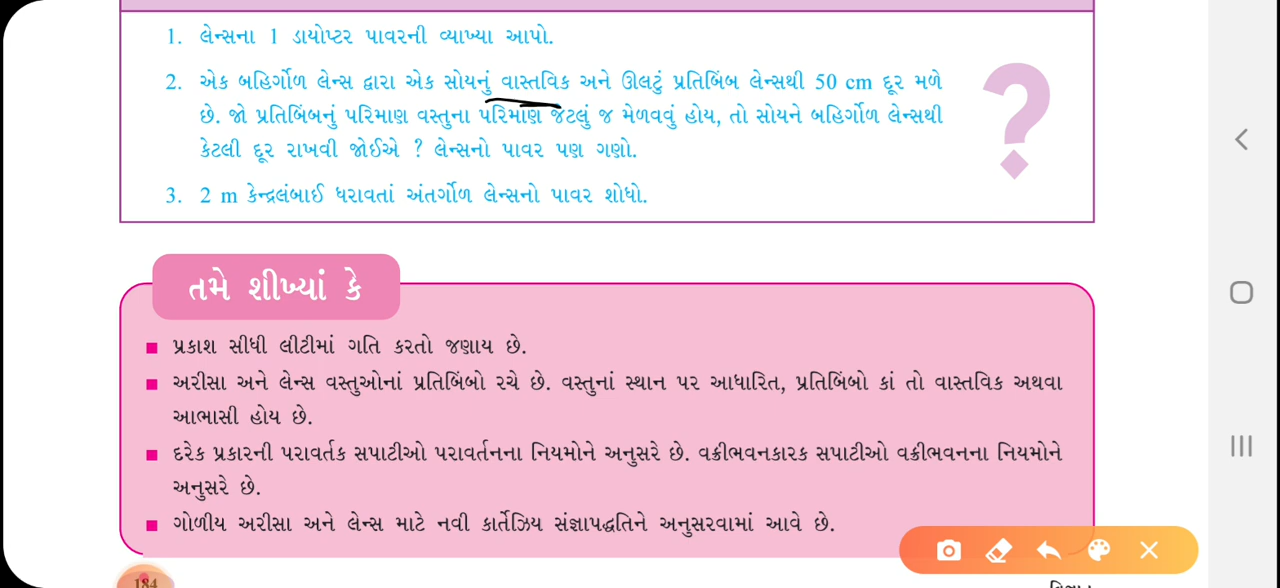 1. લેન્સના 1 ડાયોપ્ટર પાવરની વ્યાખ્યા આપો.
2. એક બહિર્ગોળ લેન્સ દ્વારા એક સોયનું વાસ્તવિક અને ઊલટું પ્રતિબિંબ લેન્સથી 50 cm દૂર મળે
છે. જો પ્રતિબિંબનું પરિમાણ વસ્તુના પરિમાણ જેટલું જ મેળવવું હોય, તો સોયને બહિર્ગોળ લેન્સથી
કેટલી દૂર રાખવી જોઈએ ? લેન્સનો પાવર પણ ગણો.
3. 2 m કેન્દ્રલંબાઈ ધરાવતાં અંતર્ગોળ લેન્સનો પાવર શોધો.
?
તમે શીખ્યાં કે
■ પ્રકાશ સીધી લીટીમાં ગતિ કરતો જણાય છે.
■ અરીસા અને લેન્સ વસ્તુઓનાં પ્રતિબિંબો રચે છે. વસ્તુનાં સ્થાન પર આધારિત, પ્રતિબિંબો કાં તો વાસ્તવિક અથવા
આભાસી હોય છે.
■ દરેક પ્રકારની પરાવર્તક સપાટીઓ પરાવર્તનના નિયમોને અનુસરે છે. વક્રીભવનકારક સપાટીઓ વક્રીભવનના નિયમોને
અનુસરે છે.
■ ગોળીય અરીસા અને લેન્સ માટે નવી કાર્તેઝિય સંજ્ઞાપદ્ધતિને અનુસરવામાં આવે છે.
184